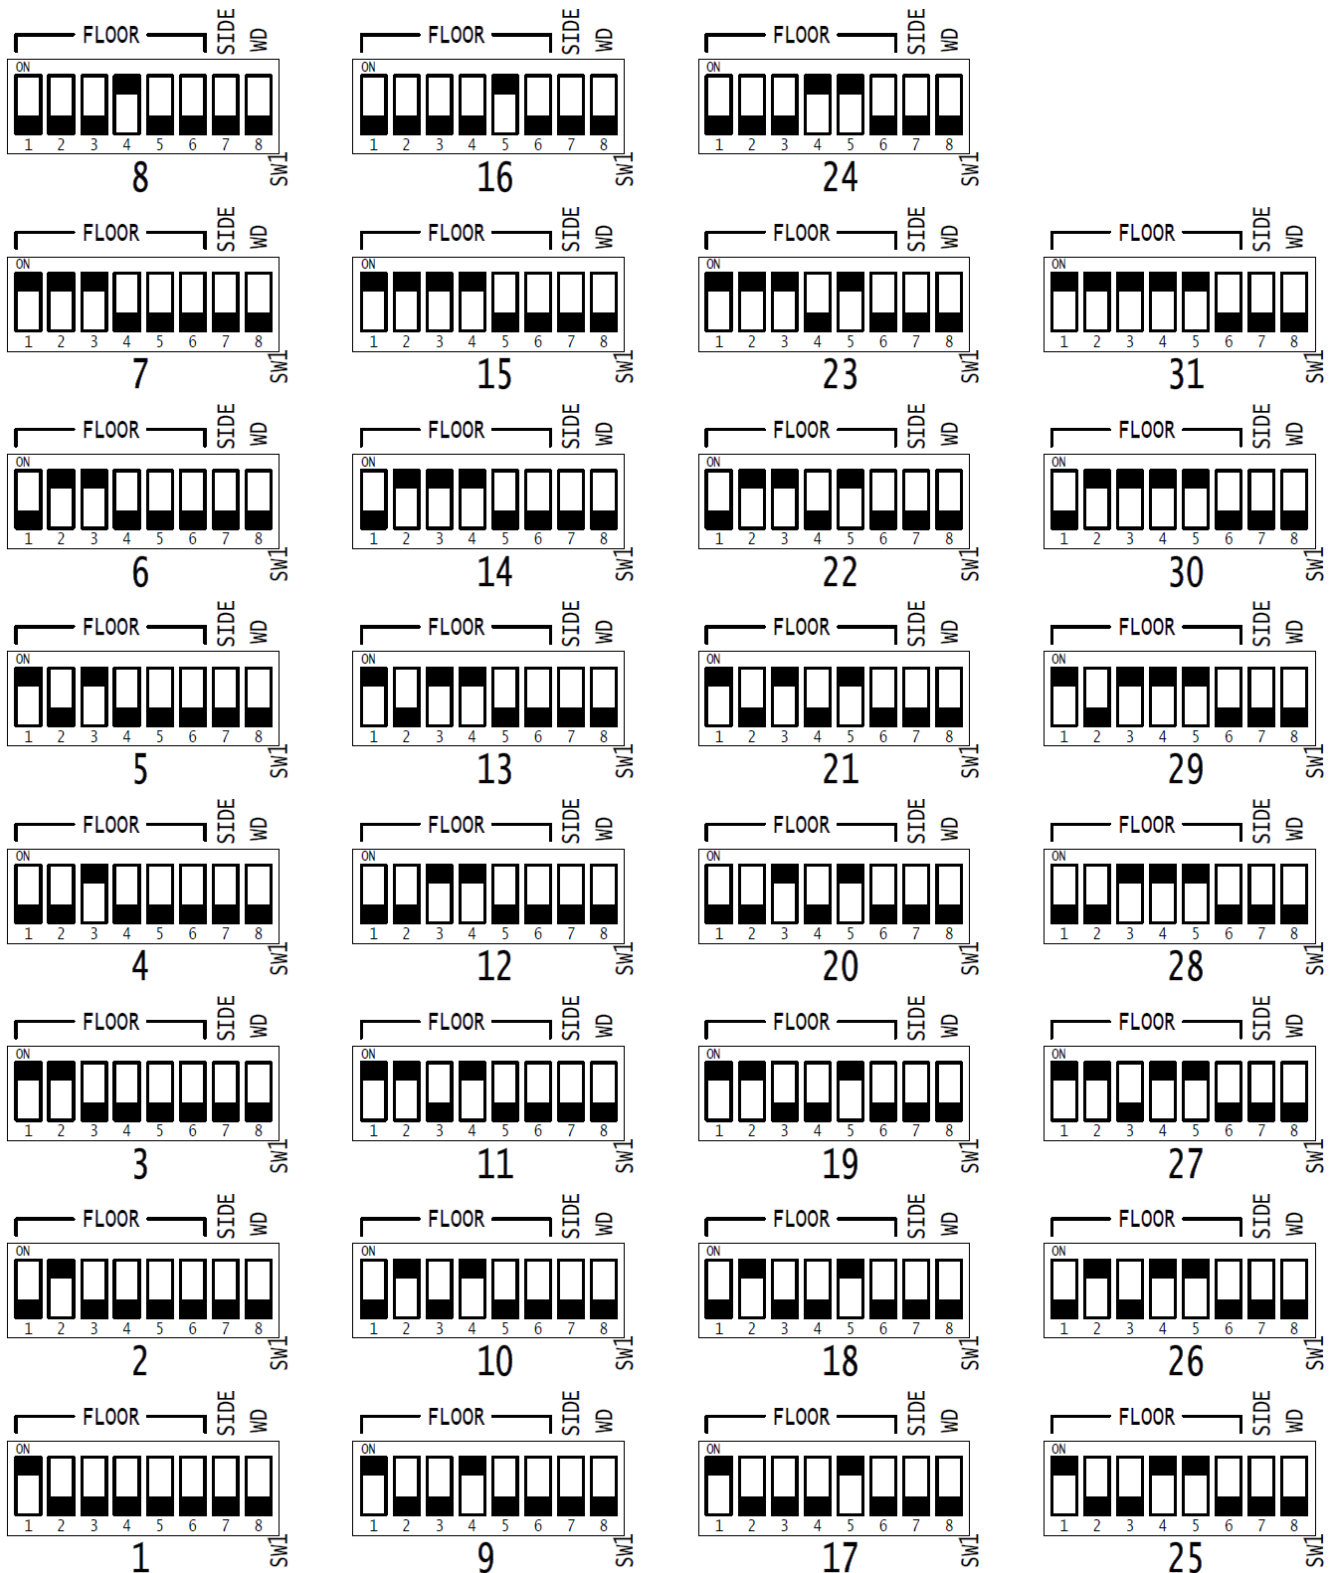 FLOOR SIDE WD FLOOR SIDE WD FLOOR SIDE WD
ON ON ON
1 2 3 4 5 6 7 8 1 2 3 4 5 6 7 8 1 2 3 4 5 6 7 8
8 SW1 16 SW1 24 SW1
FLOOR SIDE WD FLOOR SIDE WD FLOOR SIDE WD FLOOR SIDE WD
ON ON ON ON
1 2 3 4 5 6 7 8 1 2 3 4 5 6 7 8 1 2 3 4 5 6 7 8 1 2 3 4 5 6 7 8
7 SW1 15 SW1 23 SW1 31 SW1
FLOOR SIDE WD FLOOR SIDE WD FLOOR SIDE WD FLOOR SIDE WD
ON ON ON ON
1 2 3 4 5 6 7 8 1 2 3 4 5 6 7 8 1 2 3 4 5 6 7 8 1 2 3 4 5 6 7 8
6 SW1 14 SW1 22 SW1 30 SW1
FLOOR SIDE WD FLOOR SIDE WD FLOOR SIDE WD FLOOR SIDE WD
ON ON ON ON
1 2 3 4 5 6 7 8 1 2 3 4 5 6 7 8 1 2 3 4 5 6 7 8 1 2 3 4 5 6 7 8
5 SW1 13 SW1 21 SW1 29 SW1
FLOOR SIDE WD FLOOR SIDE WD FLOOR SIDE WD FLOOR SIDE WD
ON ON ON ON
1 2 3 4 5 6 7 8 1 2 3 4 5 6 7 8 1 2 3 4 5 6 7 8 1 2 3 4 5 6 7 8
4 SW1 12 SW1 20 SW1 28 SW1
FLOOR SIDE WD FLOOR SIDE WD FLOOR SIDE WD FLOOR SIDE WD
ON ON ON ON
1 2 3 4 5 6 7 8 1 2 3 4 5 6 7 8 1 2 3 4 5 6 7 8 1 2 3 4 5 6 7 8
3 SW1 11 SW1 19 SW1 27 SW1
FLOOR SIDE WD FLOOR SIDE WD FLOOR SIDE WD FLOOR SIDE WD
ON ON ON ON
1 2 3 4 5 6 7 8 1 2 3 4 5 6 7 8 1 2 3 4 5 6 7 8 1 2 3 4 5 6 7 8
2 SW1 10 SW1 18 SW1 26 SW1
FLOOR SIDE WD FLOOR SIDE WD FLOOR SIDE WD FLOOR SIDE WD
ON ON ON ON
1 2 3 4 5 6 7 8 1 2 3 4 5 6 7 8 1 2 3 4 5 6 7 8 1 2 3 4 5 6 7 8
1 SW1 9 SW1 17 SW1 25 SW1